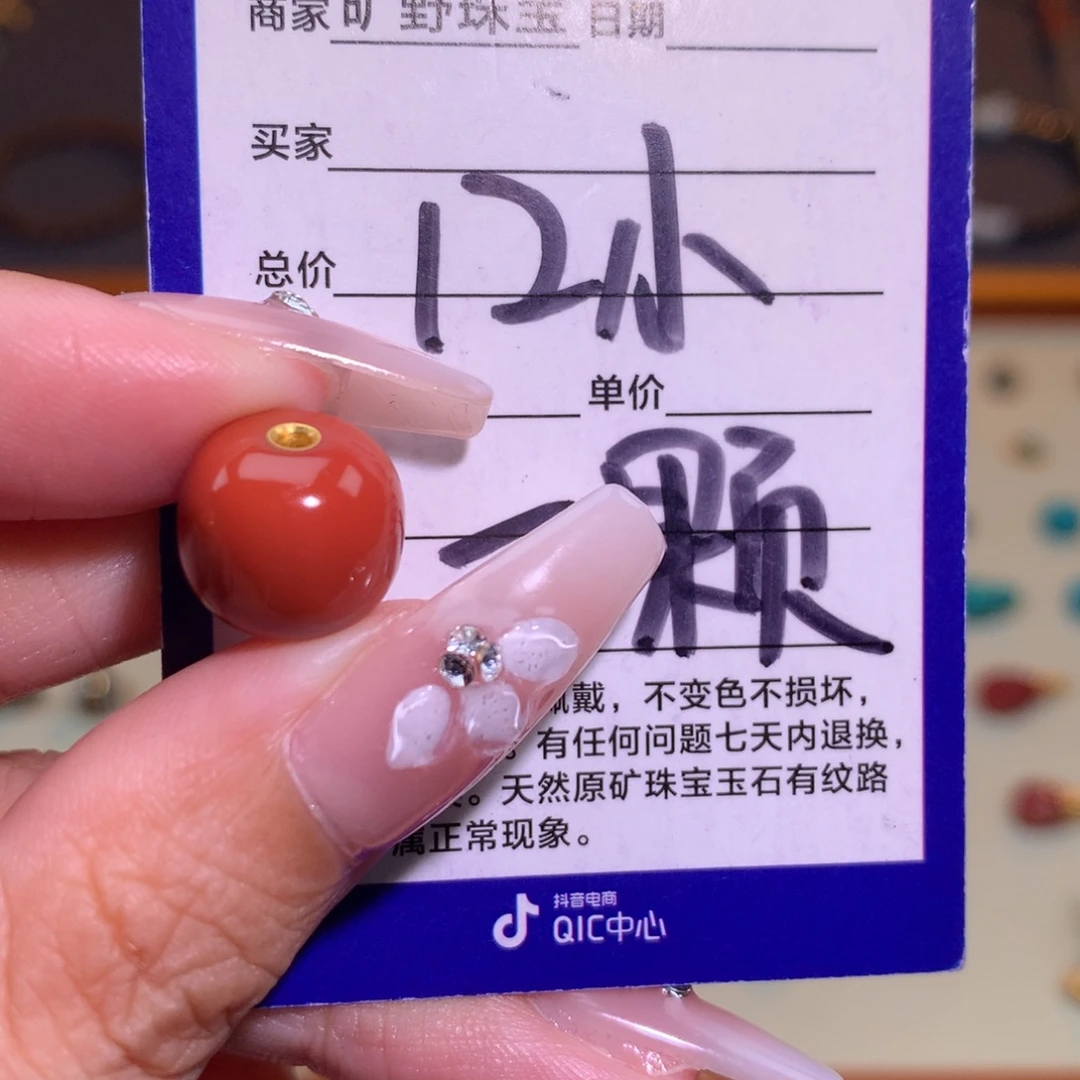 商家 旷野珠宝 日期
买家
12小
总价
单价
一颗
佩戴，不变色不损坏，
。有任何问题七天内退换，
。天然原矿珠宝玉石有纹路
属正常现象。
抖音电商
QIC中心